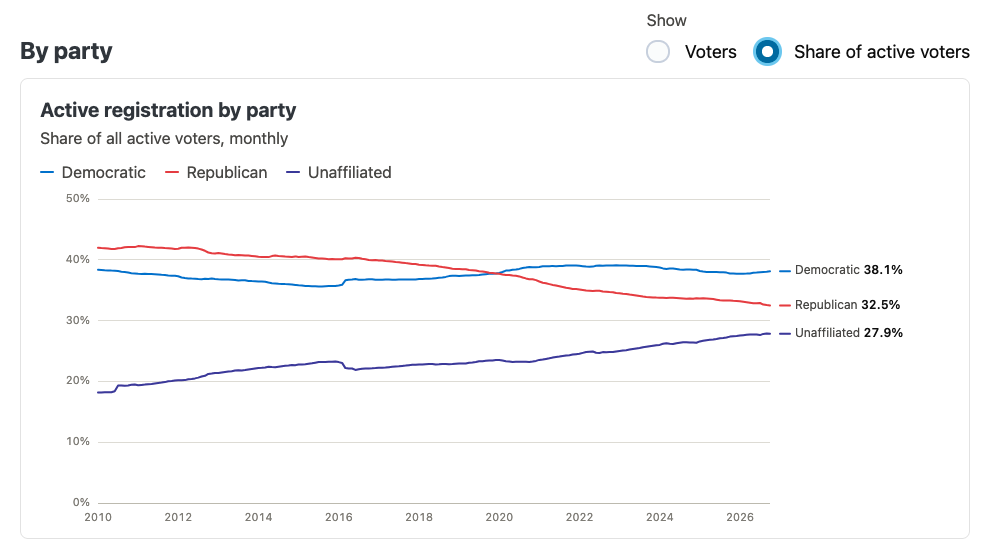 Show
By party
Voters
Share of active voters
Active registration by party
Share of all active voters, monthly
Democratic Republican Unaffiliated
50%
40%
30%
20%
10%
0%
Democratic 38.1%
Republican 32.5%
Unaffiliated 27.9%
2010 2012 2014 2016 2018 2020 2022 2024 2026